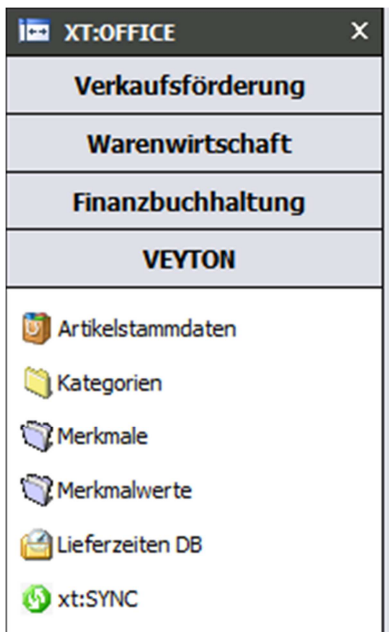 XT:OFFICE
Verkaufsförderung
Warenwirtschaft
Finanzbuchhaltung
VEYTON
Artikelstammdaten
Kategorien
Merkmale
Merkmalwerte
Lieferzeiten DB
xt:SYNC